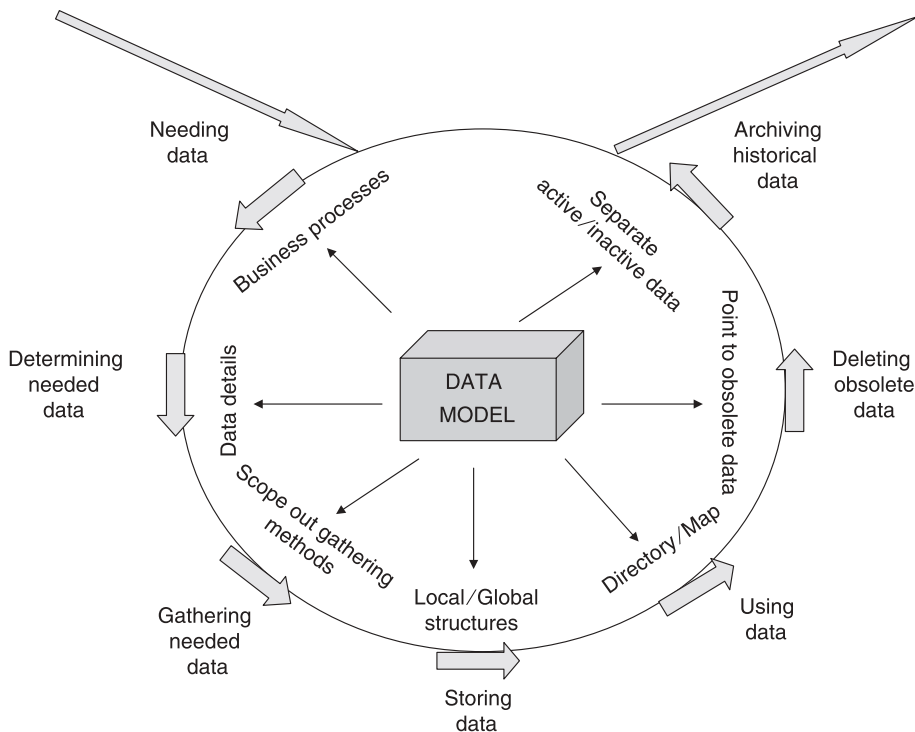 Needing
data
Archiving
historical
data
Business processes
Separate
active/inactive data
Determining
needed
data
Data details
DATA
MODEL
Point to obsolete data
Deleting
obsolete
data
Scope out gathering
methods
Directory/Map
Local/Global
structures
Gathering
needed
data
Using
data
Storing
data